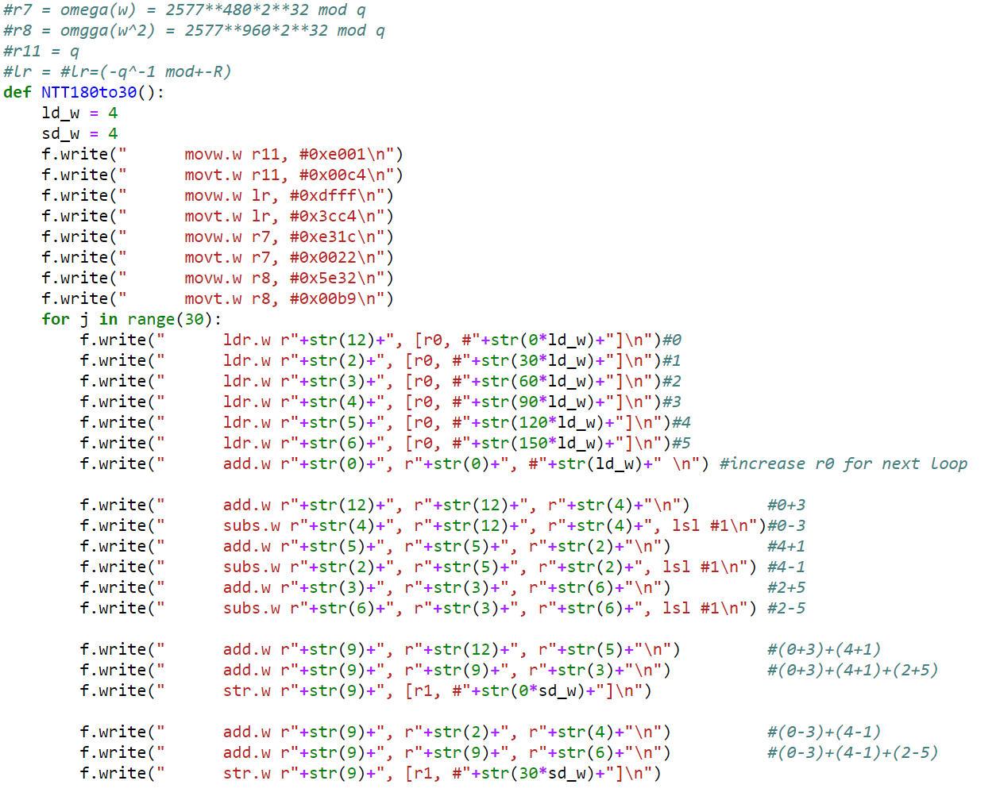 #r7 = omega(w) = 2577**480*2**32 mod q
#r8 = omgga(w^2) = 2577**960*2**32 mod q
#r11 = q
#lr = #lr=(-q^-1 mod+-R)
def NTT180to30():
    ld_w = 4
    sd_w = 4
    f.write("      movw.w r11, #0xe001\n")
    f.write("      movt.w r11, #0x00c4\n")
    f.write("      movw.w lr, #0xdfff\n")
    f.write("      movt.w lr, #0x3cc4\n")
    f.write("      movw.w r7, #0xe31c\n")
    f.write("      movt.w r7, #0x0022\n")
    f.write("      movw.w r8, #0x5e32\n")
    f.write("      movt.w r8, #0x00b9\n")
    for j in range(30):
        f.write("      ldr.w r"+str(12)+", [r0, #"+str(0*ld_w)+"]\n")#0
        f.write("      ldr.w r"+str(2)+", [r0, #"+str(30*ld_w)+"]\n")#1
        f.write("      ldr.w r"+str(3)+", [r0, #"+str(60*ld_w)+"]\n")#2
        f.write("      ldr.w r"+str(4)+", [r0, #"+str(90*ld_w)+"]\n")#3
        f.write("      ldr.w r"+str(5)+", [r0, #"+str(120*ld_w)+"]\n")#4
        f.write("      ldr.w r"+str(6)+", [r0, #"+str(150*ld_w)+"]\n")#5
        f.write("      add.w r"+str(0)+", r"+str(0)+", #"+str(ld_w)+" \n") #increase r0 for next loop

        f.write("      add.w r"+str(12)+", r"+str(12)+", r"+str(4)+"\n")        #0+3
        f.write("      subs.w r"+str(4)+", r"+str(12)+", r"+str(4)+", lsl #1\n")#0-3
        f.write("      add.w r"+str(5)+", r"+str(5)+", r"+str(2)+"\n")          #4+1
        f.write("      subs.w r"+str(2)+", r"+str(5)+", r"+str(2)+", lsl #1\n") #4-1
        f.write("      add.w r"+str(3)+", r"+str(3)+", r"+str(6)+"\n")          #2+5
        f.write("      subs.w r"+str(6)+", r"+str(3)+", r"+str(6)+", lsl #1\n") #2-5

        f.write("      add.w r"+str(9)+", r"+str(12)+", r"+str(5)+"\n")         #(0+3)+(4+1)
        f.write("      add.w r"+str(9)+", r"+str(9)+", r"+str(3)+"\n")          #(0+3)+(4+1)+(2+5)
        f.write("      str.w r"+str(9)+", [r1, #"+str(0*sd_w)+"]\n")

        f.write("      add.w r"+str(9)+", r"+str(2)+", r"+str(4)+"\n")          #(0-3)+(4-1)
        f.write("      add.w r"+str(9)+", r"+str(9)+", r"+str(6)+"\n")          #(0-3)+(4-1)+(2-5)
        f.write("      str.w r"+str(9)+", [r1, #"+str(30*sd_w)+"]\n")